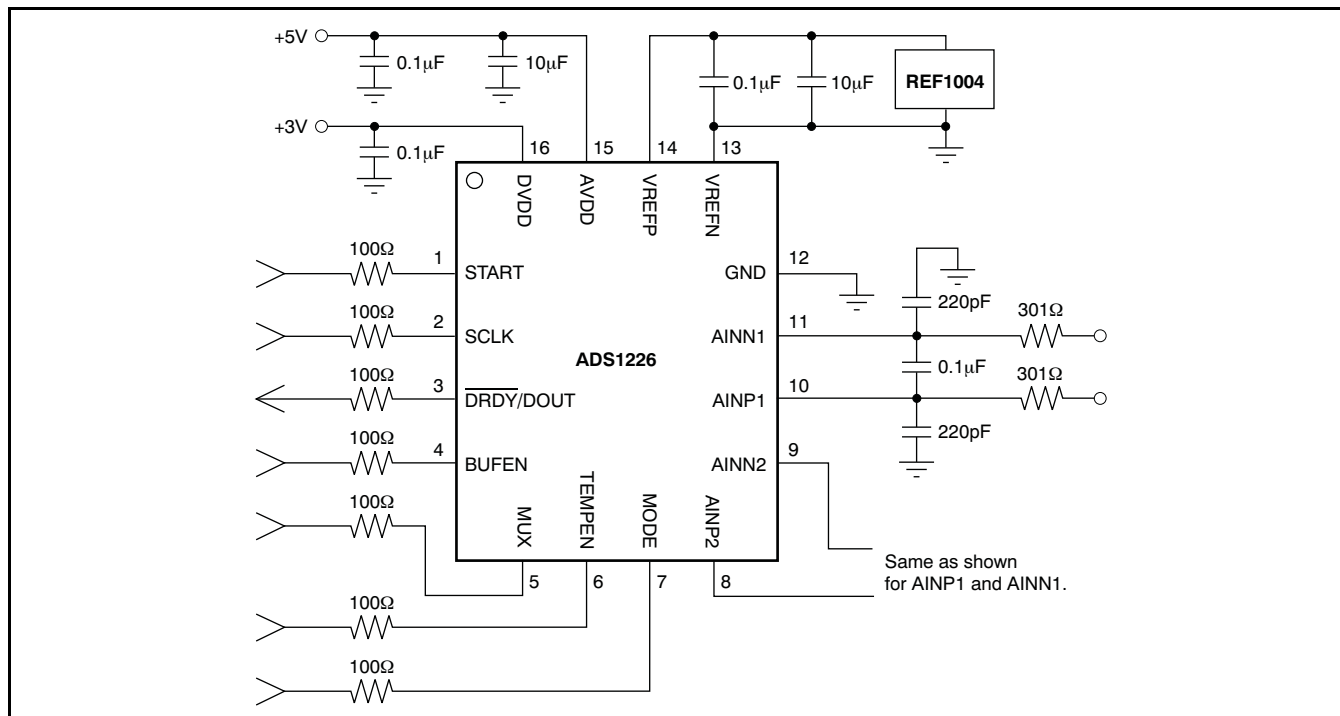 +5V
0.1μF
10μF
0.1μF
10μF
REF1004
+3V
0.1μF
16
15
14
13
DVDD
AVDD
VREFP
VREFN
100Ω
1
START
12
GND
220pF
100Ω
2
SCLK
11
AINN1
301Ω
ADS1226
0.1μF
100Ω
3
DRDY/DOUT
10
AINP1
301Ω
220pF
100Ω
4
BUFEN
9
AINN2
100Ω
MUX
TEMPEN
MODE
AINP2
5
6
7
8
Same as shown
for AINP1 and AINN1.
100Ω
100Ω